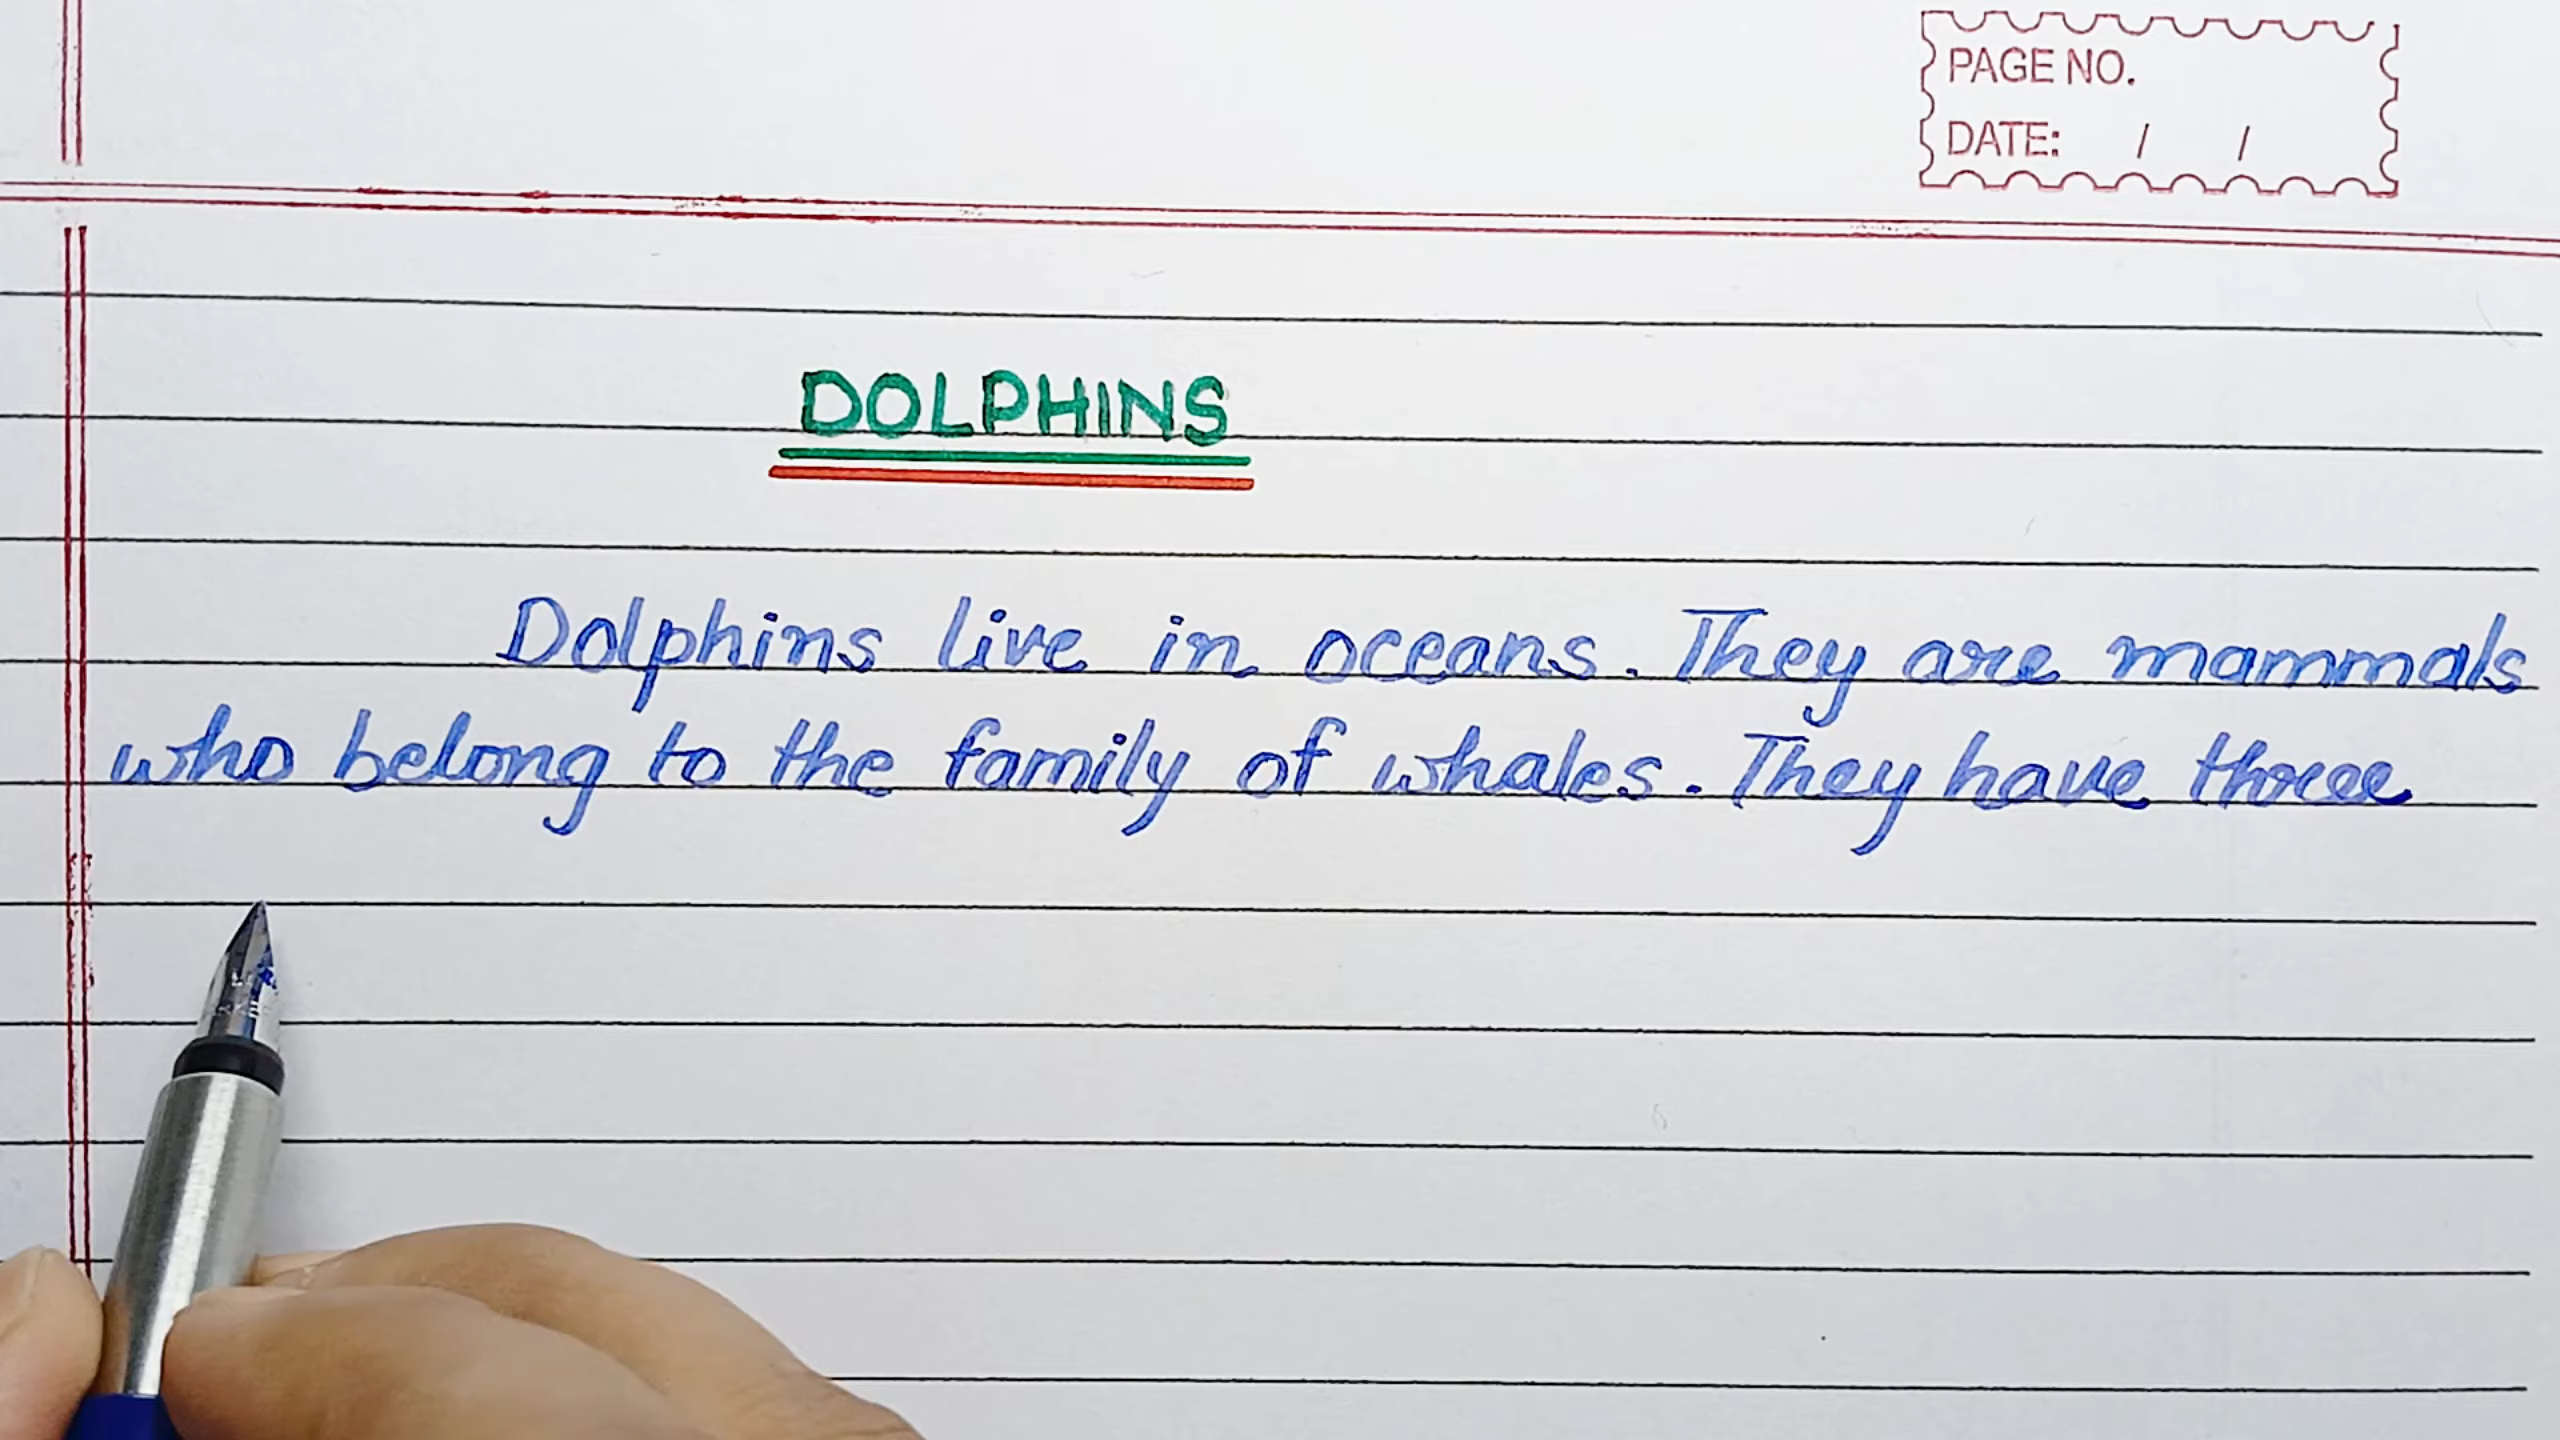 PAGE NO.
DATE: / /
DOLPHINS
Dolphins live in oceans. They are mammals
who belong to the family of whales. They have three